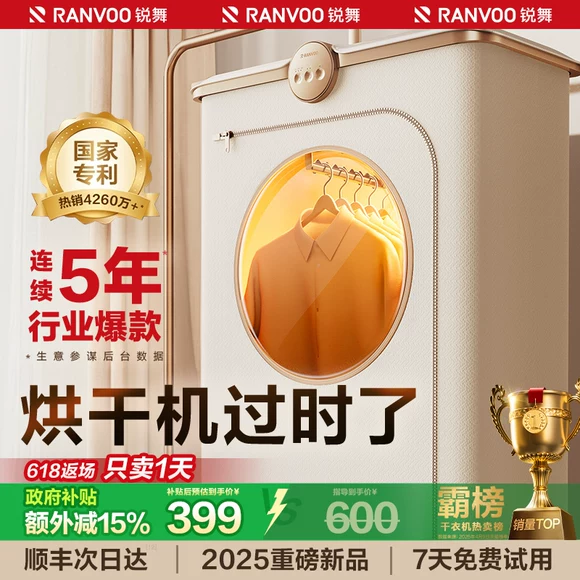 RANVOO 锐舞
RANVOO 锐舞
RANVOO 锐舞
国家
专利
热销4260万+*
连续
5年*
行业爆款
*生意参谋后台数据
烘干机过时了
618返场 只卖1天
政府补贴
额外减15%
补贴后预估到手价
399
指导到手价
600
霸榜
干衣机热卖榜
销量TOP
顺丰次日达
2025重磅新品
7天免费试用